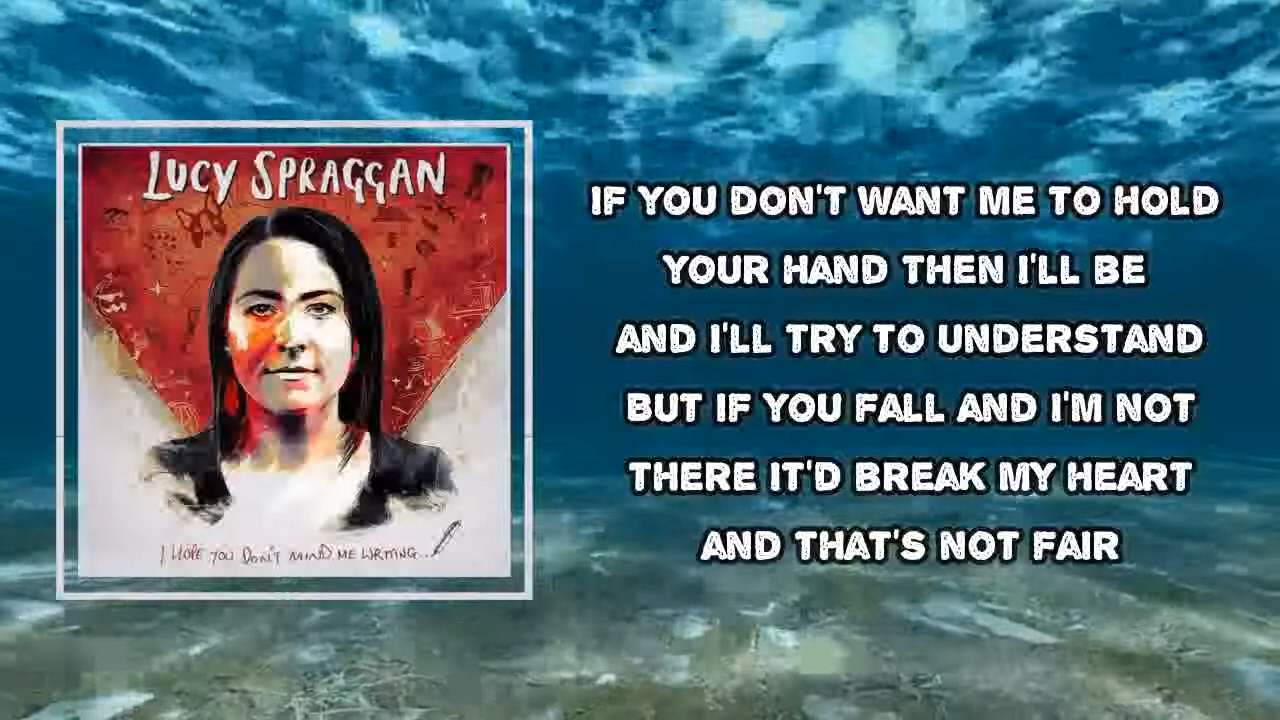 LUCY SPRAGGAN
I HOPE YOU DON'T MIND ME WRITING...
IF YOU DON'T WANT ME TO HOLD
YOUR HAND THEN I'LL BE
AND I'LL TRY TO UNDERSTAND
BUT IF YOU FALL AND I'M NOT
THERE IT'D BREAK MY HEART
AND THAT'S NOT FAIR